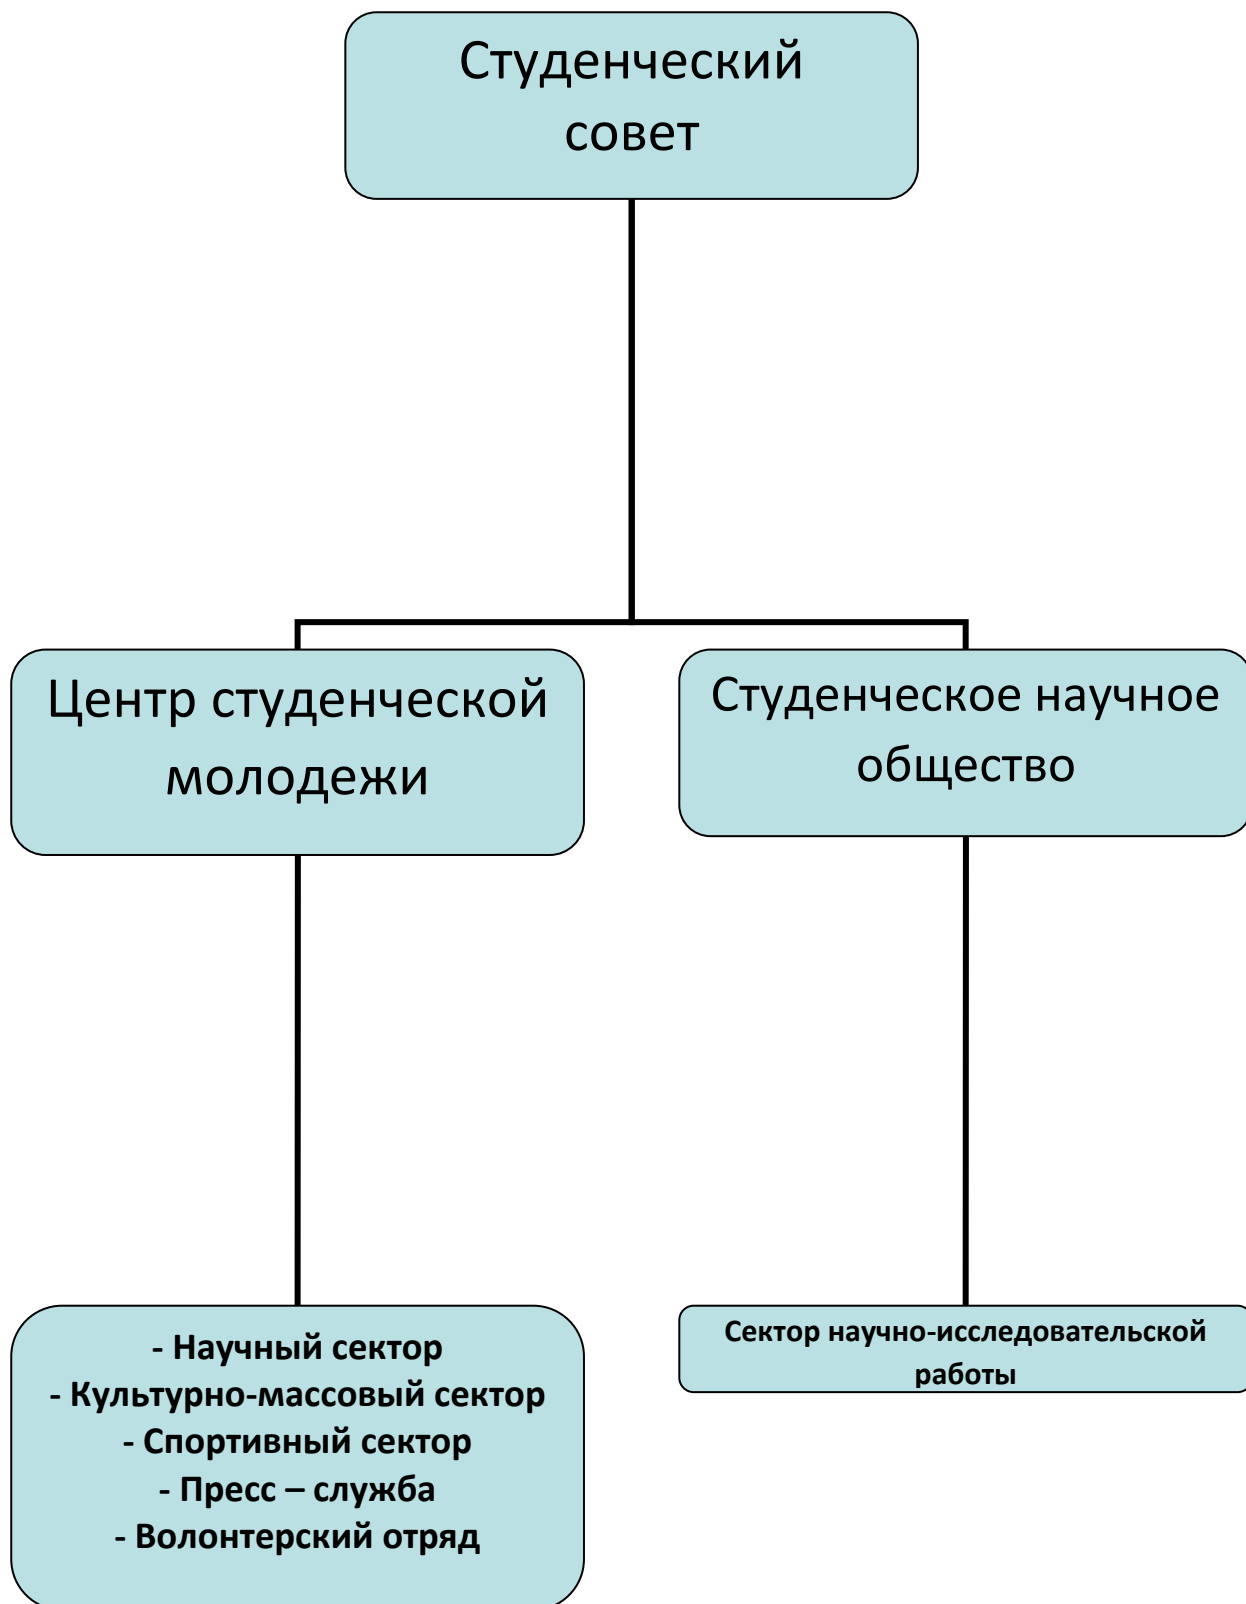 Студенческий
совет
Центр студенческой
молодежи
Студенческое научное
общество
- Научный сектор
- Культурно-массовый сектор
- Спортивный сектор
- Пресс – служба
- Волонтерский отряд
Сектор научно-исследовательской
работы